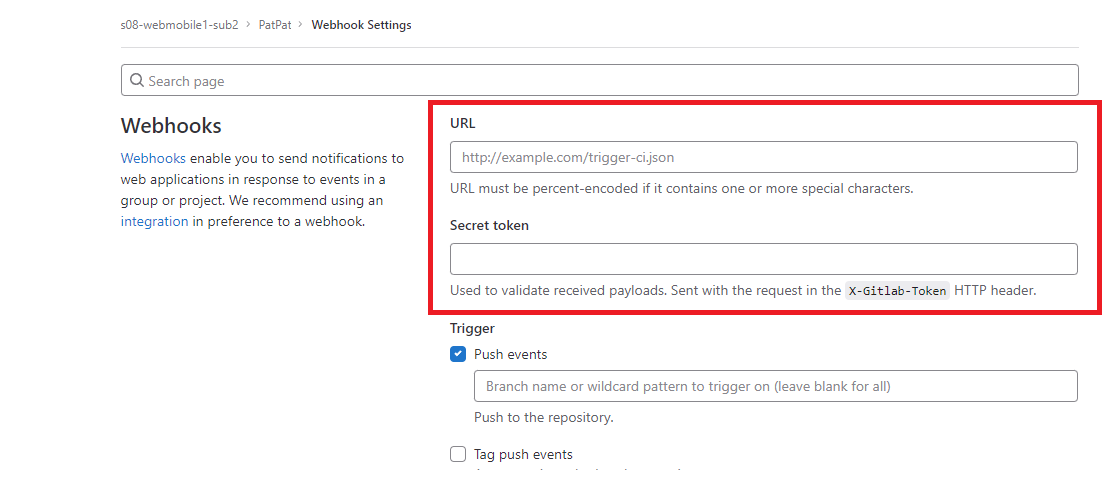 s08-webmobile1-sub2 > PatPat > Webhook Settings
Search page
Webhooks
Webhooks enable you to send notifications to
web applications in response to events in a
group or project. We recommend using an
integration in preference to a webhook.
URL
http://example.com/trigger-ci.json
URL must be percent-encoded if it contains one or more special characters.
Secret token
Used to validate received payloads. Sent with the request in the X-Gitlab-Token HTTP header.
Trigger
Push events
Branch name or wildcard pattern to trigger on (leave blank for all)
Push to the repository.
Tag push events